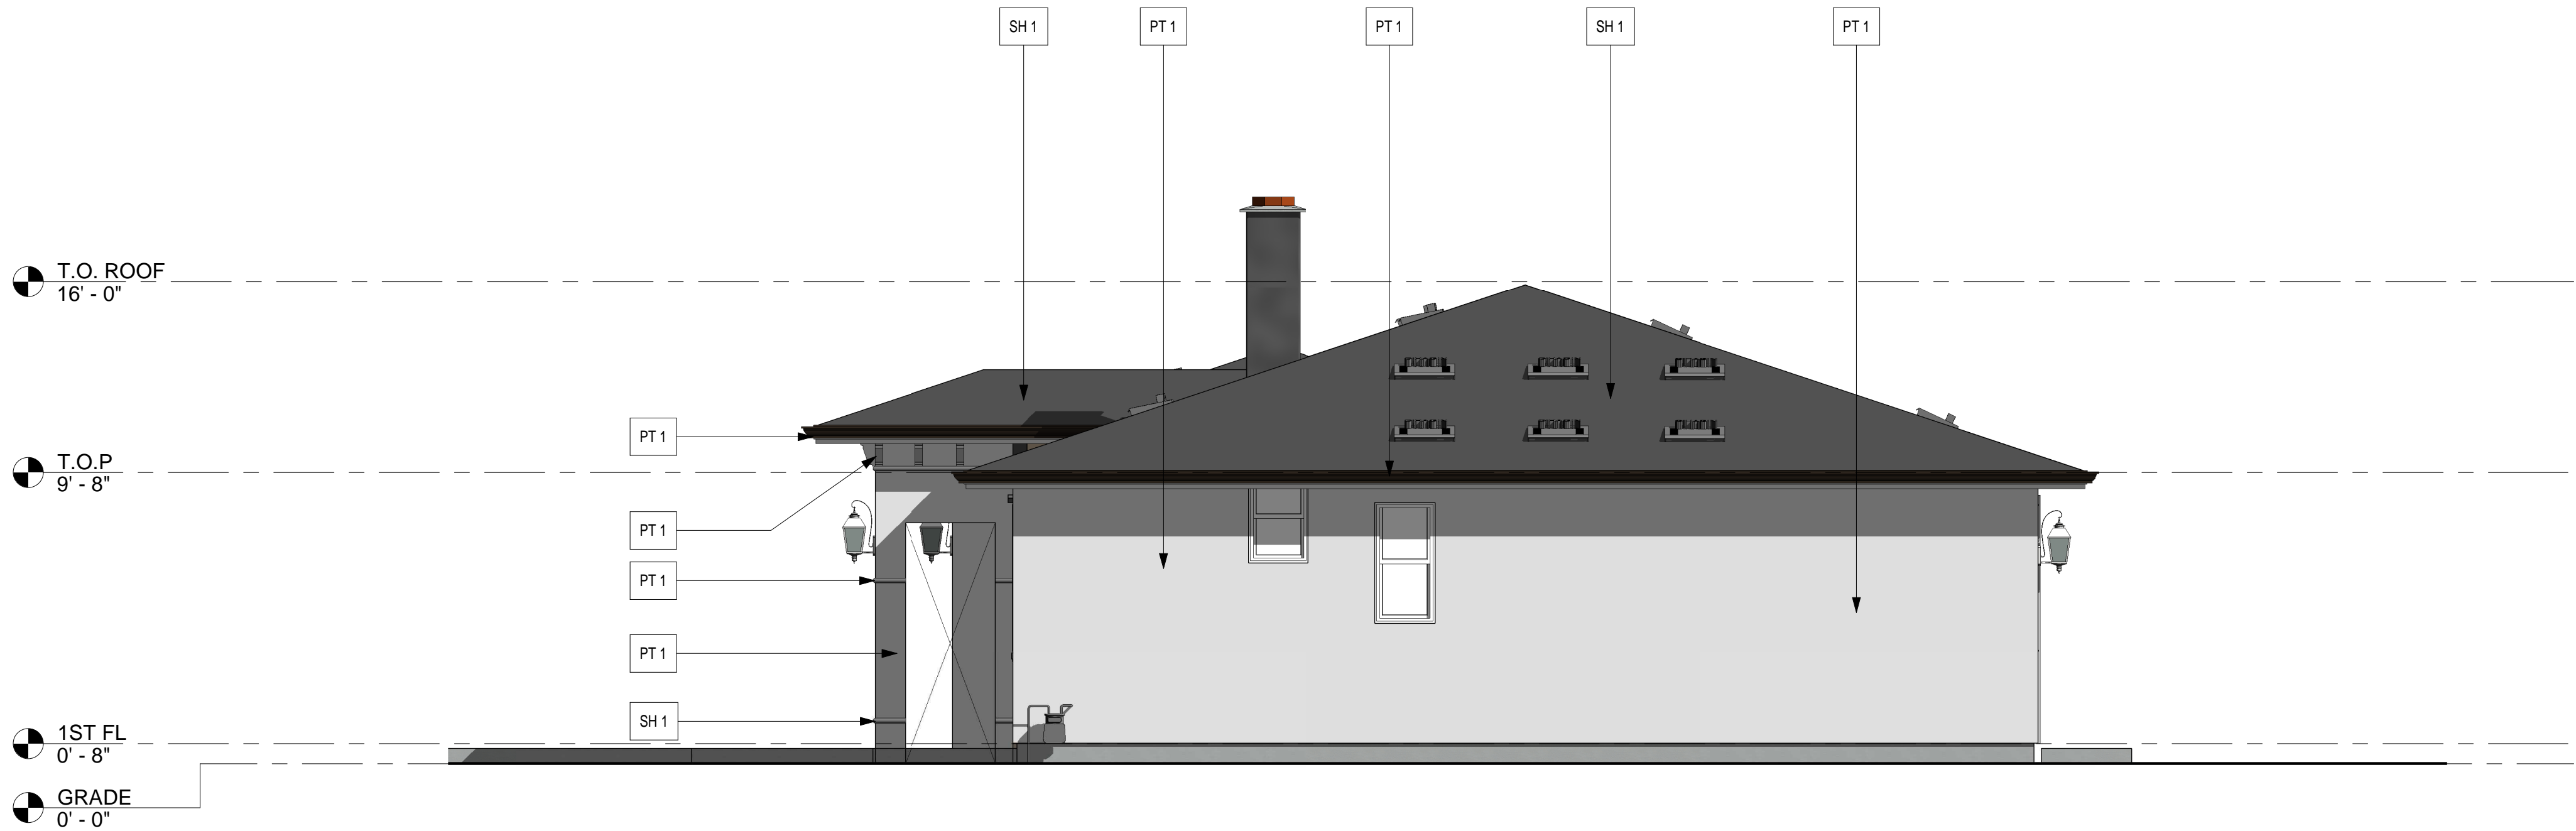 SH 1
PT 1
PT 1
SH 1
PT 1
T.O. ROOF
16' - 0"
PT 1
T.O.P
9' - 8"
PT 1
PT 1
PT 1
SH 1
1ST FL
0' - 8"
GRADE
0' - 0"